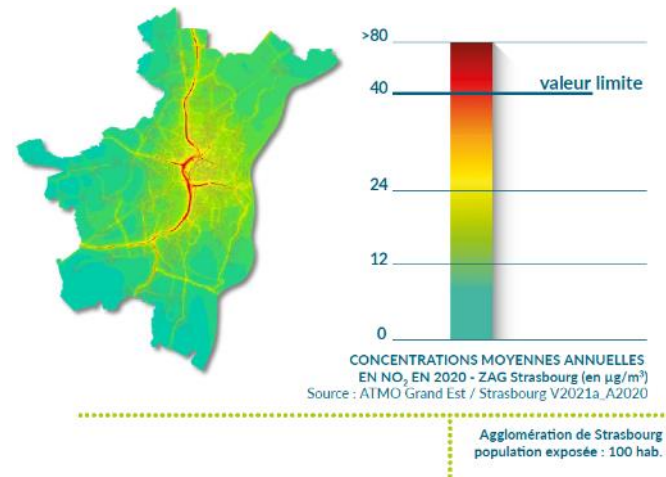 >80
valeur limite
40
24
12
0
CONCENTRATIONS MOYENNES ANNUELLES
EN NO₂ EN 2020 - ZAG Strasbourg (en µg/m³)
Source : ATMO Grand Est / Strasbourg V2021a_A2020
Agglomération de Strasbourg
population exposée : 100 hab.